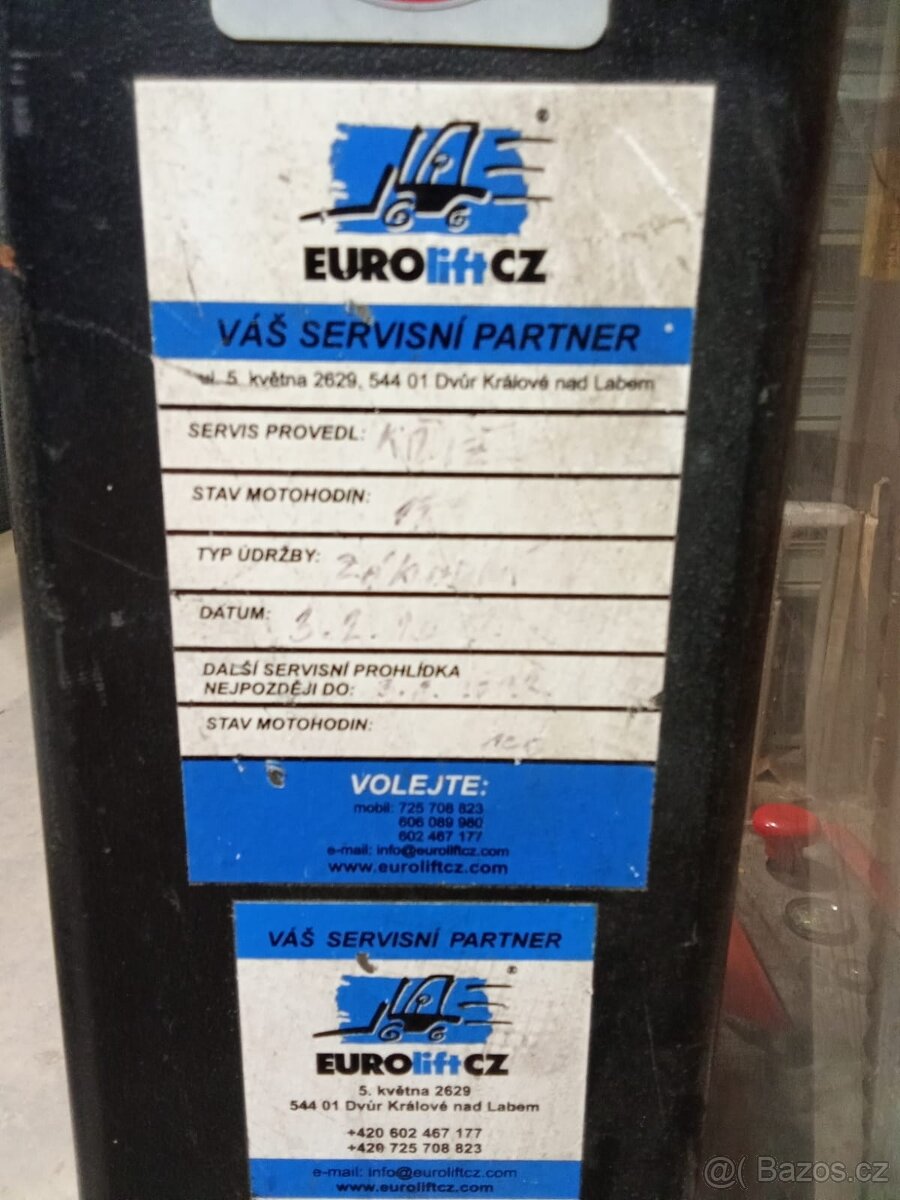 EUROliftCZ
VÁŠ SERVISNÍ PARTNER
ul. 5. května 2629, 544 01 Dvůr Králové nad Labem
SERVIS PROVEDL:
STAV MOTOHODIN:
TYP ÚDRŽBY:
DATUM: 3.2.
DALŠÍ SERVISNÍ PROHLÍDKA
NEJPOZDĚJI DO:
STAV MOTOHODIN:
VOLEJTE:
mobil: 725 708 823
606 089 980
602 467 177
e-mail: info@euroliftcz.com
www.euroliftcz.com
VÁŠ SERVISNÍ PARTNER
®
EUROliftCZ
5. května 2629
544 01 Dvůr Králové nad Labem
+420 602 467 177
+420 725 708 823
e-mail: info@euroliftcz.com
www.euroliftcz.com
@( Bazos.cz